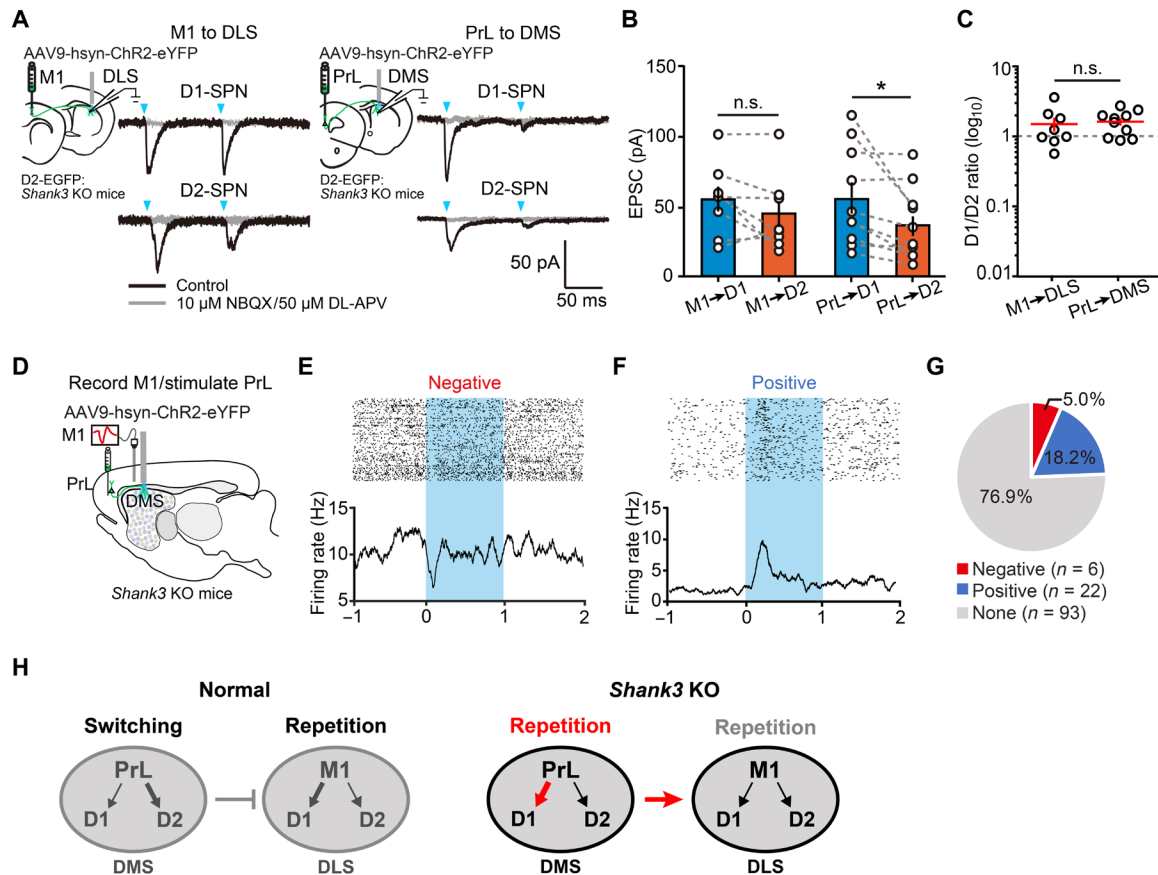 A
M1 to DLS
AAV9-hsyn-ChR2-eYFP
M1
DLS
D1-SPN
D2-EGFP:
Shank3 KO mice
D2-SPN
PrL to DMS
AAV9-hsyn-ChR2-eYFP
PrL
DMS
D1-SPN
D2-EGFP:
Shank3 KO mice
D2-SPN
Control
10 μM NBQX/50 μM DL-APV
50 pA
50 ms
B
EPSC (pA)
150
100
50
0
n.s.
*
M1→D1
M1→D2
PrL→D1
PrL→D2
C
D1/D2 ratio (log10)
100
10
1
0.1
0.01
n.s.
M1→DLS
PrL→DMS
D
Record M1/stimulate PrL
AAV9-hsyn-ChR2-eYFP
M1
PrL
DMS
Shank3 KO mice
E
Negative
Firing rate (Hz)
15
10
5
−1
0
1
2
F
Positive
Firing rate (Hz)
15
10
5
0
−1
0
1
2
G
5.0%
18.2%
76.9%
Negative (n = 6)
Positive (n = 22)
None (n = 93)
H
Normal
Switching
PrL
D1 D2
DMS
Repetition
M1
D1 D2
DLS
Shank3 KO
Repetition
PrL
D1 D2
DMS
Repetition
M1
D1 D2
DLS